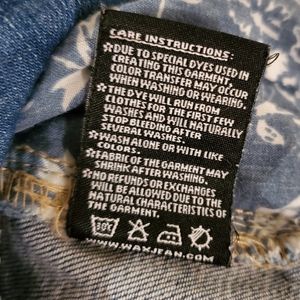 CARE INSTRUCTIONS:
*DUE TO SPECIAL DYES USED IN
CREATING THIS GARMENT,
COLOR TRANSFER MAY OCCUR
WHEN WASHING OR WEARING.
*THE DYE WILL RUN FROM
CLOTHES FOR THE FIRST FEW
WASHES AND WILL NATURALLY
STOP BLEEDING AFTER
SEVERAL WASHES
*WASH ALONE OR WITH LIKE
COLORS.
*FABRIC OF THE GARMENT MAY
SHRINK AFTER WASHING.
*NO REFUNDS OR EXCHANGES
WILL BE ALLOWED DUE TO THE
NATURAL CHARACTERISTICS OF
THE GARMENT.
30°
WWW.WAXJEAN.COM